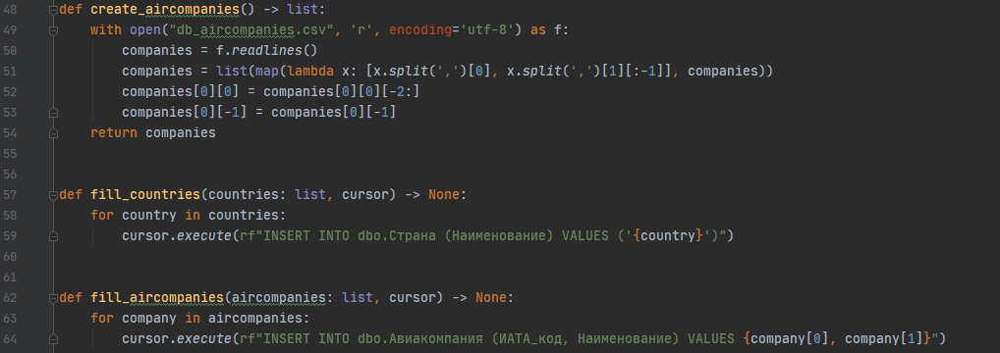 48 def create_aircompanies() -> list:
49 with open("db_aircompanies.csv", 'r', encoding='utf-8') as f:
50 companies = f.readlines()
51 companies = list(map(lambda x: [x.split(',')[0], x.split(',')[1][:-1]], companies))
52 companies[0][0] = companies[0][0][-2:]
53 companies[0][-1] = companies[0][-1]
54 return companies
55
56
57 def fill_countries(countries: list, cursor) -> None:
58 for country in countries:
59 cursor.execute(rf"INSERT INTO dbo.Страна (Наименование) VALUES ('{country}')")
60
61
62 def fill_aircompanies(aircompanies: list, cursor) -> None:
63 for company in aircompanies:
64 cursor.execute(rf"INSERT INTO dbo.Авиакомпания (ИАТА_код, Наименование) VALUES {company[0], company[1]}")